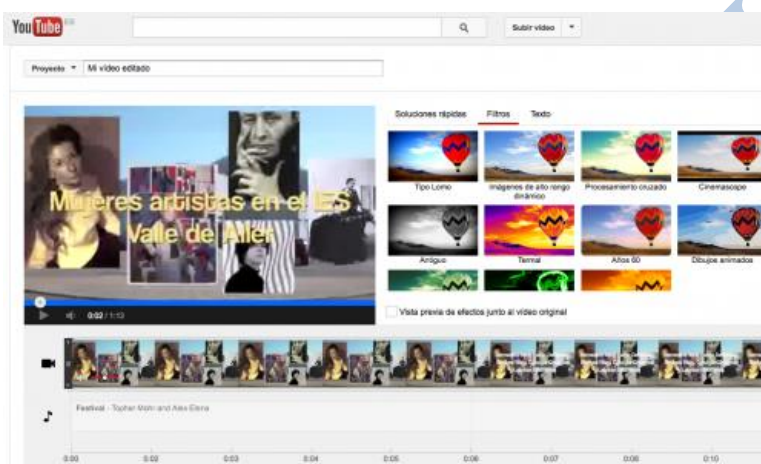 YouTube ES
Subir vídeo
Proyecto Mi vídeo editado
Soluciones rápidas Filtros Texto
Mujeres artistas en el IES
Valle de Aller
Tipo Lomo
Imágenes de alto rango
dinámico
Procesamiento cruzado
Cinemascope
Antiguo
Termal
Años 60
Dibujos animados
0:02 / 1:13
Vista previa de efectos junto al vídeo original
Festival - Topher Mohr and Alex Elena
0:00 0:02 0:03 0:04 0:05 0:06 0:07 0:08 0:10